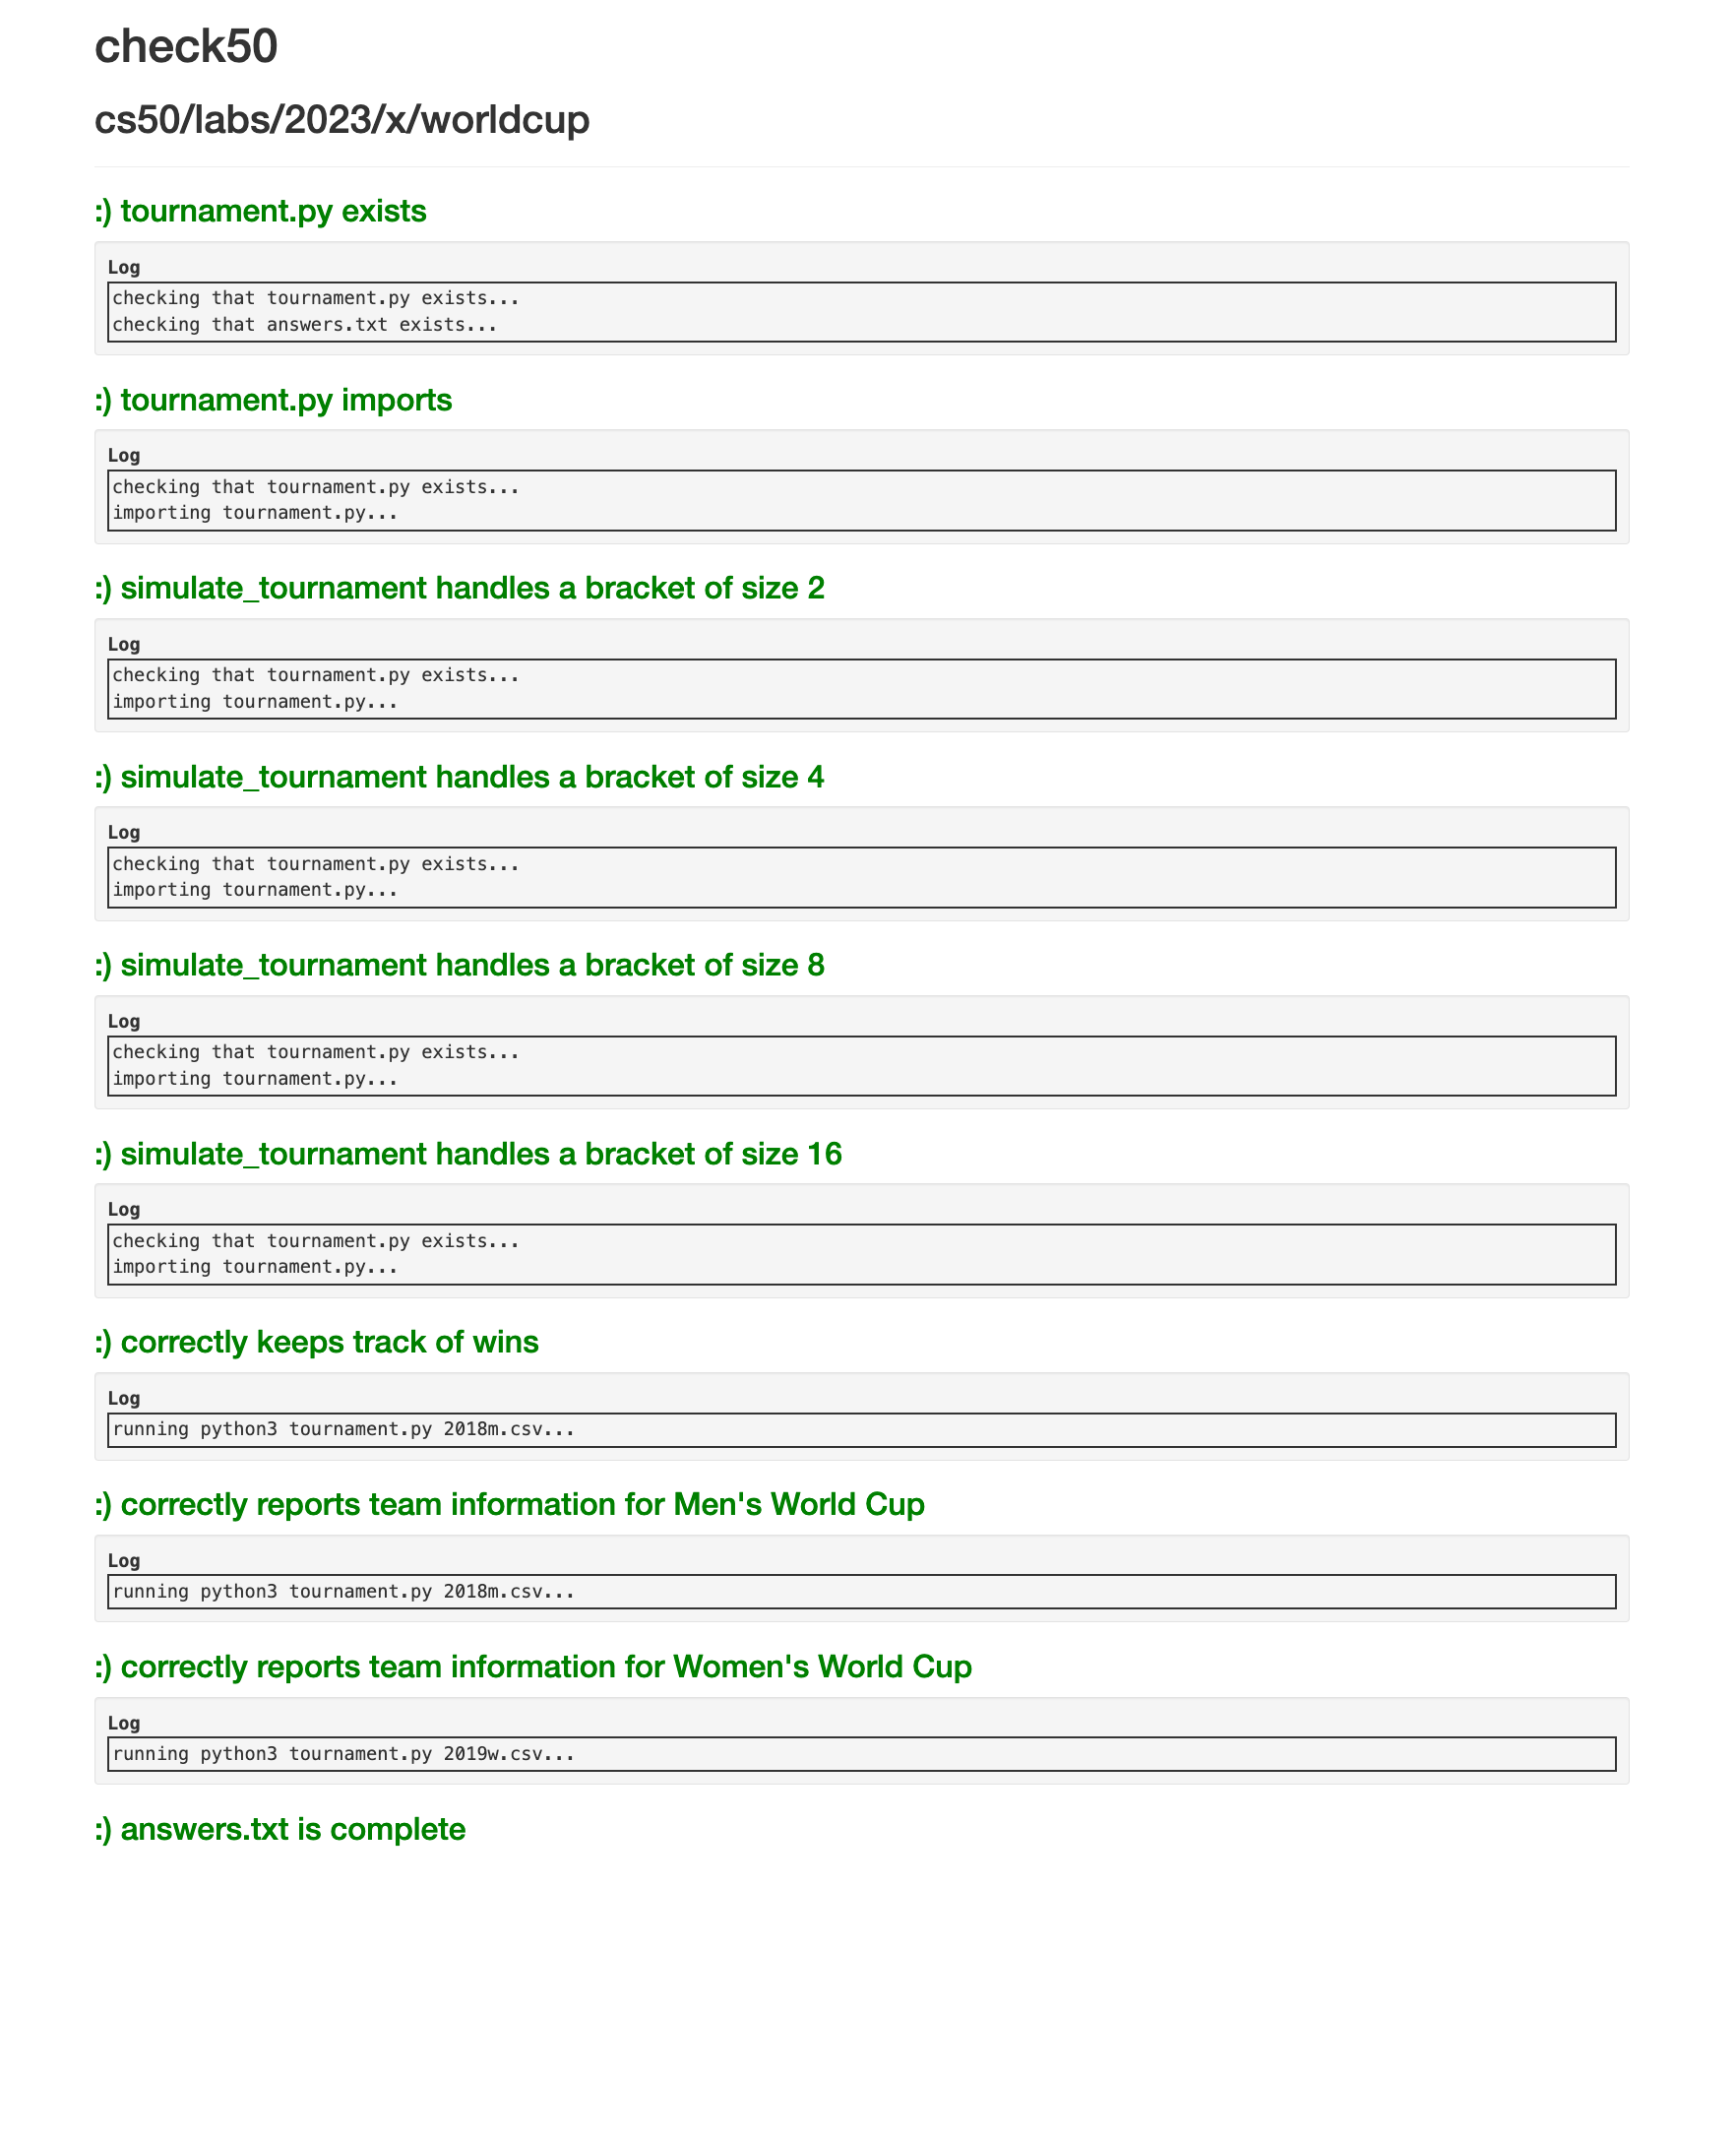 check50
cs50/labs/2023/x/worldcup
:) tournament.py exists
Log
checking that tournament.py exists...
checking that answers.txt exists...
:) tournament.py imports
Log
checking that tournament.py exists...
importing tournament.py...
:) simulate_tournament handles a bracket of size 2
Log
checking that tournament.py exists...
importing tournament.py...
:) simulate_tournament handles a bracket of size 4
Log
checking that tournament.py exists...
importing tournament.py...
:) simulate_tournament handles a bracket of size 8
Log
checking that tournament.py exists...
importing tournament.py...
:) simulate_tournament handles a bracket of size 16
Log
checking that tournament.py exists...
importing tournament.py...
:) correctly keeps track of wins
Log
running python3 tournament.py 2018m.csv...
:) correctly reports team information for Men's World Cup
Log
running python3 tournament.py 2018m.csv...
:) correctly reports team information for Women's World Cup
Log
running python3 tournament.py 2019w.csv...
:) answers.txt is complete